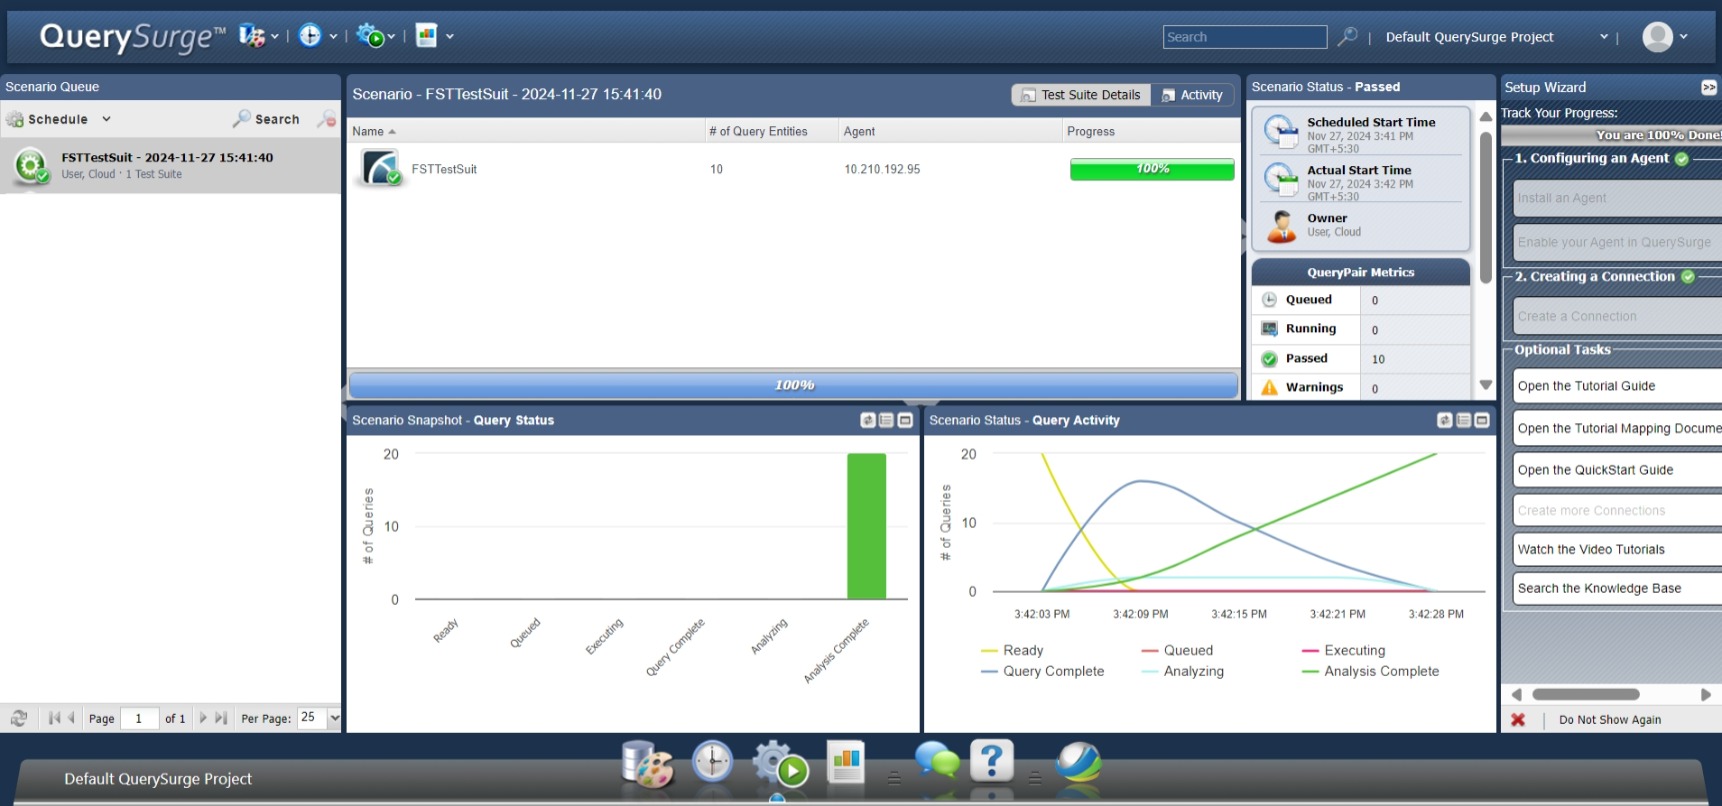 QuerySurge™
Search
Default QuerySurge Project
Scenario Queue
Schedule
Search
FSTTestSuit - 2024-11-27 15:41:40
User, Cloud · 1 Test Suite
Page 1 of 1
Per Page: 25
Scenario - FSTTestSuit - 2024-11-27 15:41:40
Test Suite Details
Activity
Name
# of Query Entities
Agent
Progress
FSTTestSuit
10
10.210.192.95
100%
100%
Scenario Status - Passed
Scheduled Start Time
Nov 27, 2024 3:41 PM
GMT+5:30
Actual Start Time
Nov 27, 2024 3:42 PM
GMT+5:30
Owner
User, Cloud
QueryPair Metrics
Queued 0
Running 0
Passed 10
Warnings 0
Scenario Snapshot - Query Status
20
10
0
# of Queries
Ready
Queued
Executing
Query Complete
Analyzing
Analysis Complete
Scenario Status - Query Activity
20
10
0
# of Queries
3:42:03 PM
3:42:09 PM
3:42:15 PM
3:42:21 PM
3:42:28 PM
Ready
Queued
Executing
Query Complete
Analyzing
Analysis Complete
Setup Wizard
>>
Track Your Progress:
You are 100% Done!
1. Configuring an Agent
Install an Agent
Enable your Agent in QuerySurge
2. Creating a Connection
Create a Connection
Optional Tasks
Open the Tutorial Guide
Open the Tutorial Mapping Docume
Open the QuickStart Guide
Create more Connections
Watch the Video Tutorials
Search the Knowledge Base
Do Not Show Again
Default QuerySurge Project
?